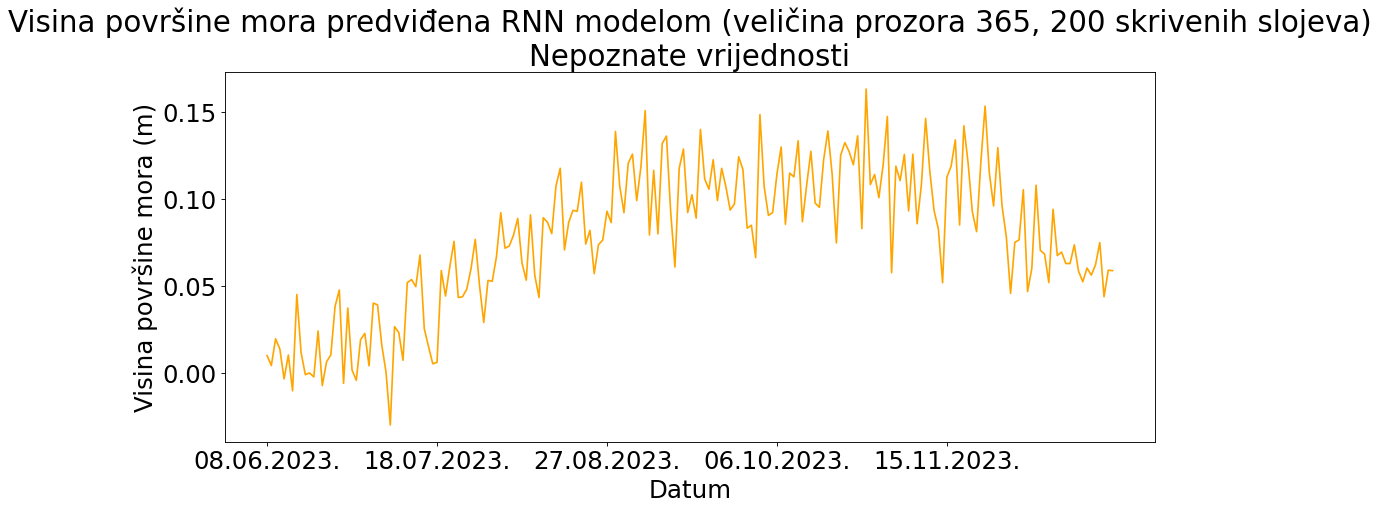 Visina površine mora predviđena RNN modelom (veličina prozora 365, 200 skrivenih slojeva)
Nepoznate vrijednosti
Visina površine mora (m)
0.15
0.10
0.05
0.00
08.06.2023. 18.07.2023. 27.08.2023. 06.10.2023. 15.11.2023.
Datum